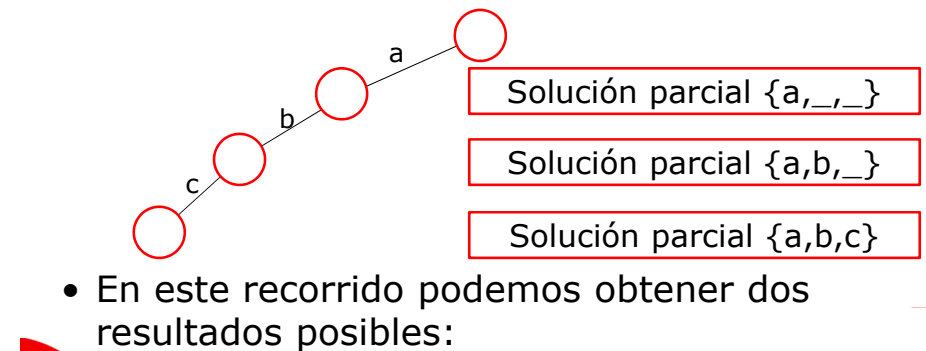 a
Solución parcial {a,_,_}
b
Solución parcial {a,b,_}
c
Solución parcial {a,b,c}
• En este recorrido podemos obtener dos
resultados posibles: